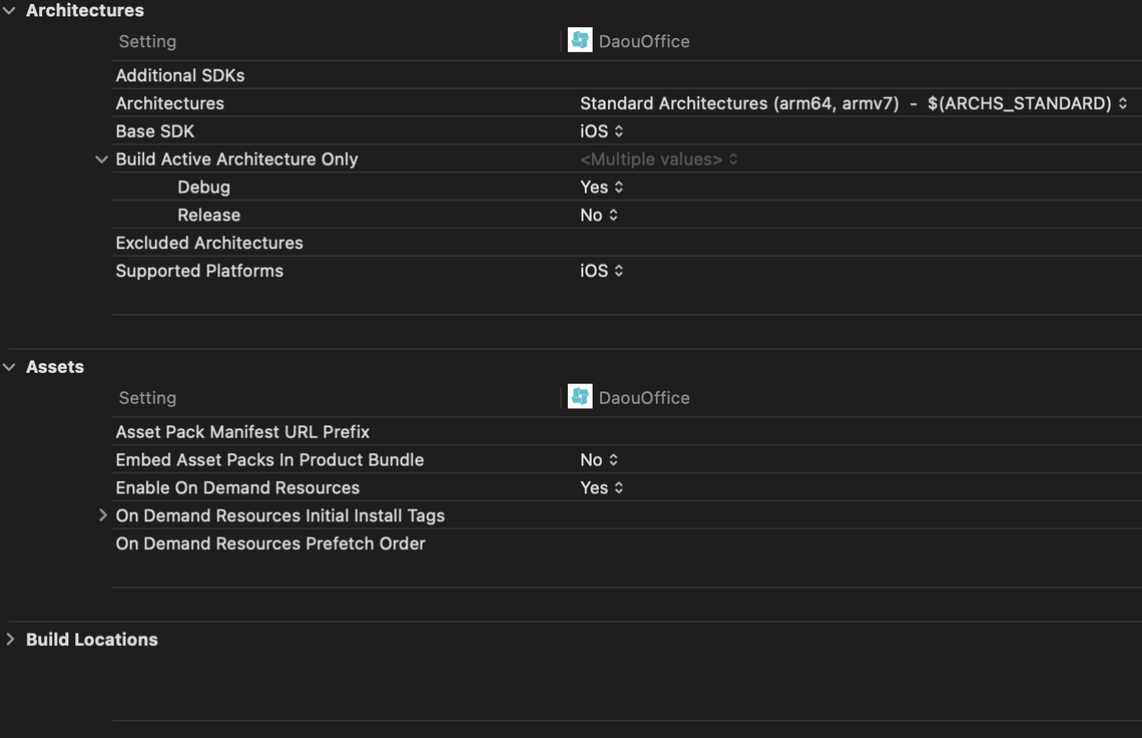 Architectures
Setting DaouOffice
Additional SDKs
Architectures Standard Architectures (arm64, armv7) - $(ARCHS_STANDARD)
Base SDK iOS
Build Active Architecture Only <Multiple values>
Debug Yes
Release No
Excluded Architectures
Supported Platforms iOS
Assets
Setting DaouOffice
Asset Pack Manifest URL Prefix
Embed Asset Packs In Product Bundle No
Enable On Demand Resources Yes
On Demand Resources Initial Install Tags
On Demand Resources Prefetch Order
Build Locations